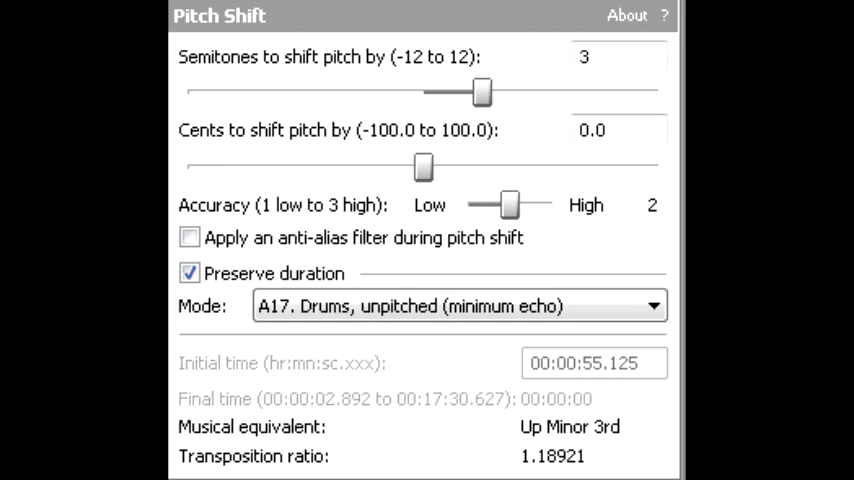 Pitch Shift About ?
Semitones to shift pitch by (-12 to 12): 3
Cents to shift pitch by (-100.0 to 100.0): 0.0
Accuracy (1 low to 3 high): Low High 2
Apply an anti-alias filter during pitch shift
Preserve duration
Mode: A17. Drums, unpitched (minimum echo)
Initial time (hr:mn:sc.xxx): 00:00:55.125
Final time (00:00:02.892 to 00:17:30.627): 00:00:00
Musical equivalent: Up Minor 3rd
Transposition ratio: 1.18921